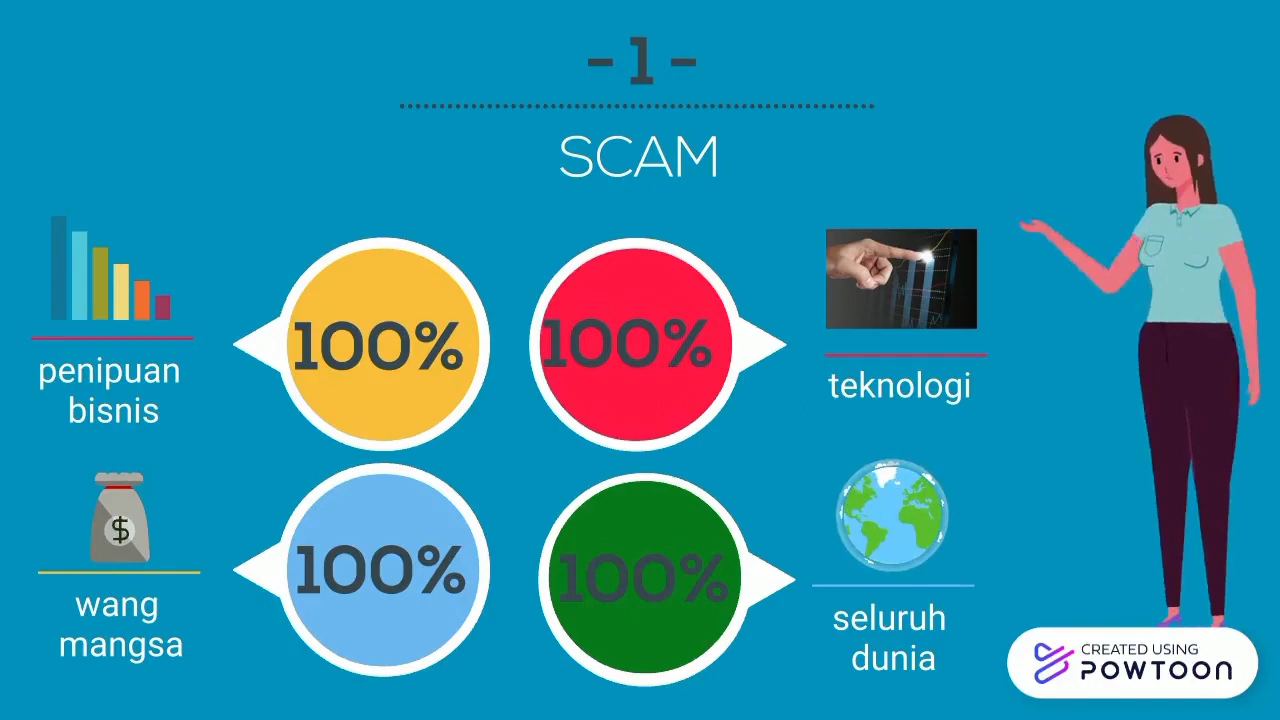 - 1 -
SCAM
penipuan
bisnis
100%
100%
teknologi
$
wang
mangsa
100%
100%
seluruh
dunia
CREATED USING
POWTOON